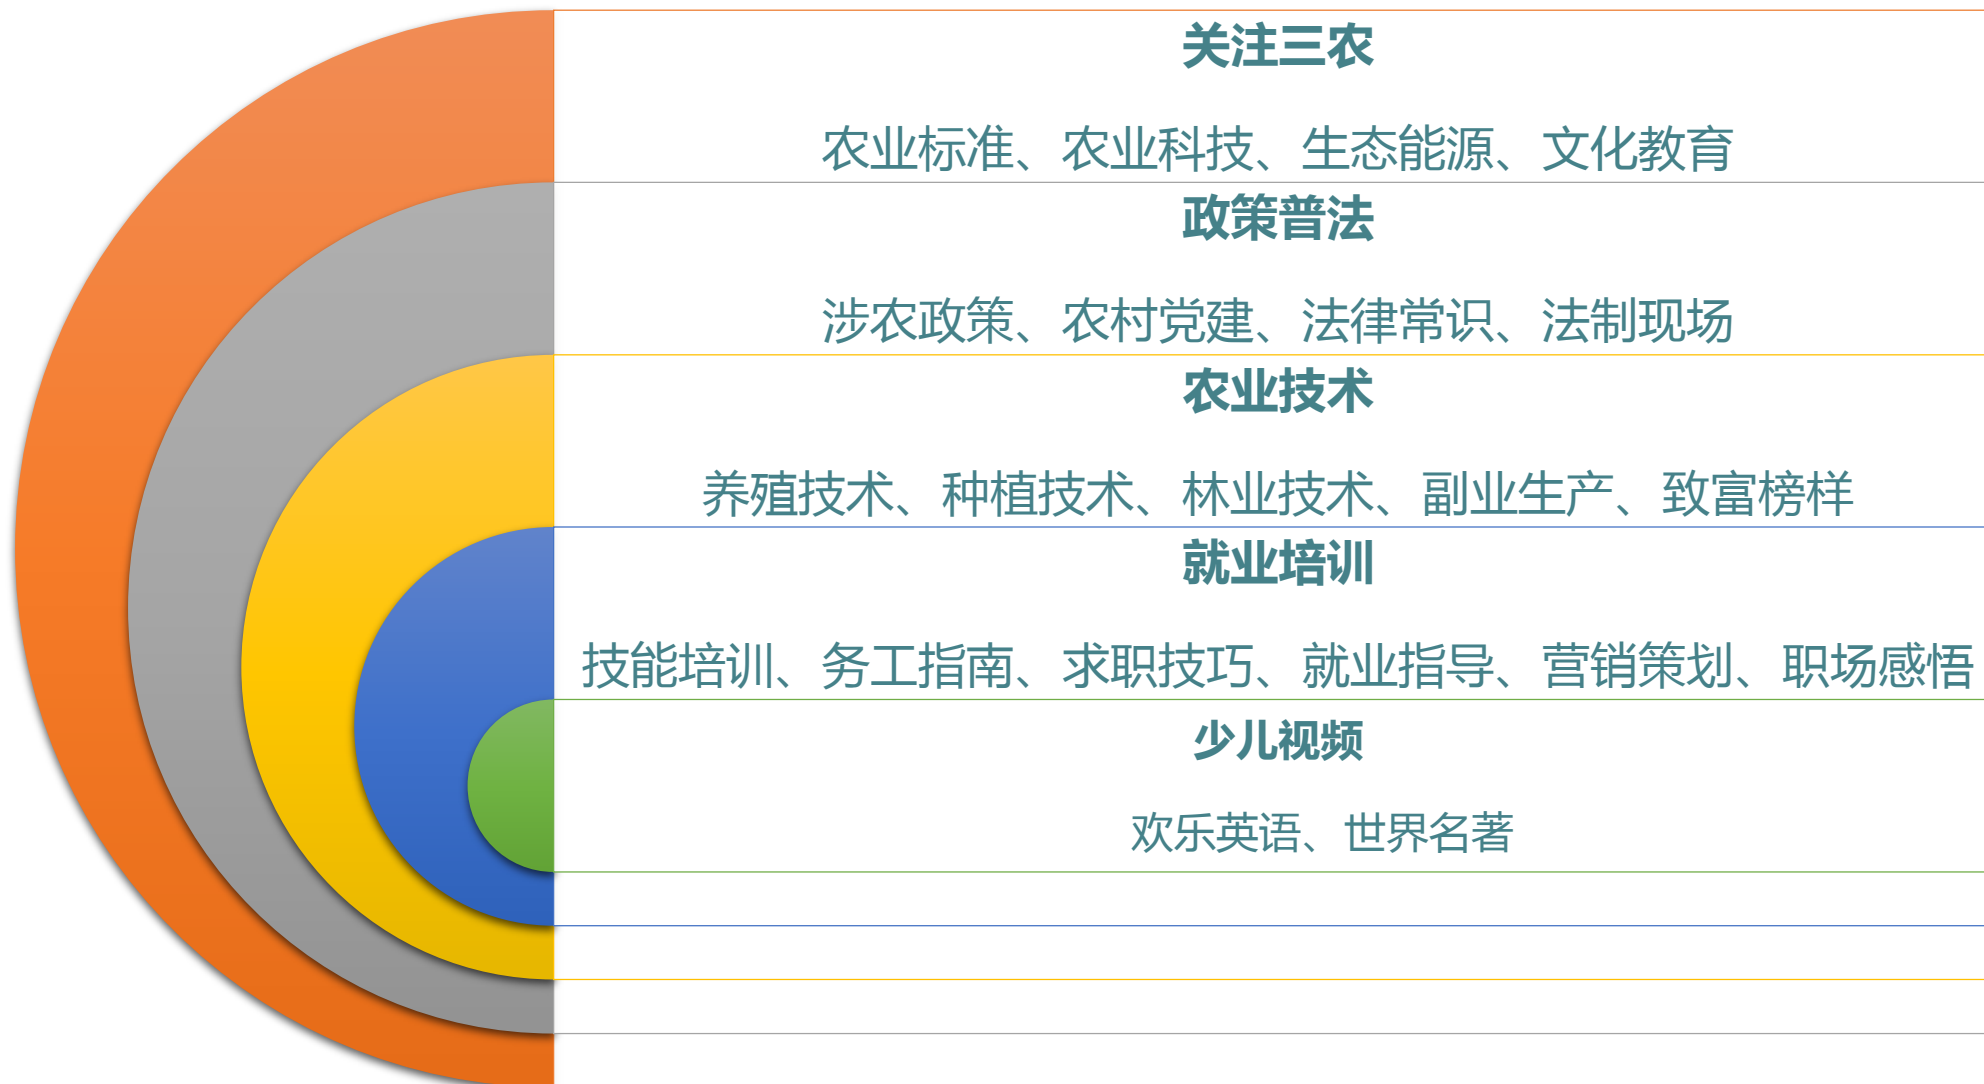 关注三农
农业标准、农业科技、生态能源、文化教育
政策普法
涉农政策、农村党建、法律常识、法制现场
农业技术
养殖技术、种植技术、林业技术、副业生产、致富榜样
就业培训
技能培训、务工指南、求职技巧、就业指导、营销策划、职场感悟
少儿视频
欢乐英语、世界名著